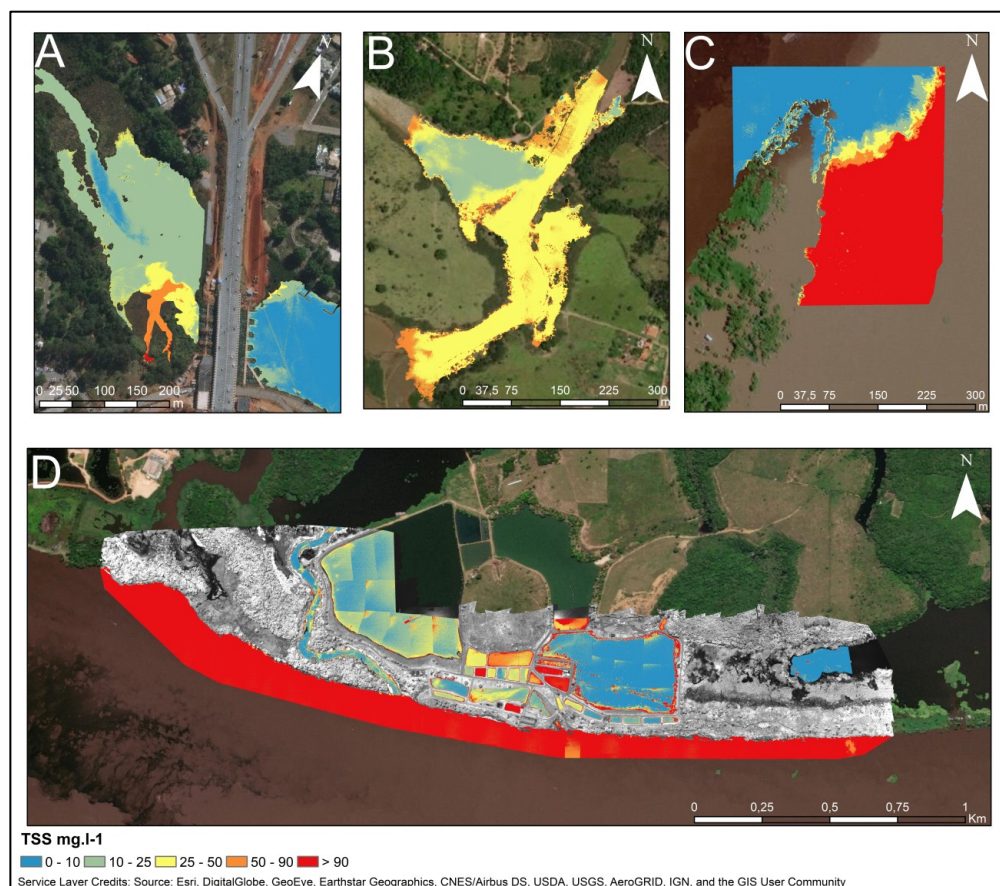 A
N
B
N
C
N
0 25 50 100 150 200
m
0 37,5 75 150 225 300
m
0 37,5 75 150 225 300
m
D
N
0 0,25 0,5 0,75 1
Km
TSS mg.l-1
0 - 10 10 - 25 25 - 50 50 - 90 > 90
Service Layer Credits: Source: Esri, DigitalGlobe, GeoEye, Earthstar Geographics, CNES/Airbus DS, USDA, USGS, AeroGRID, IGN, and the GIS User Community